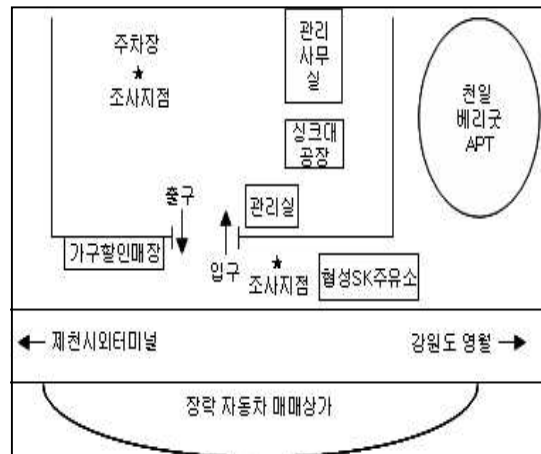 주차장
★
조사지점
관리
사무
실
천일
베리굿
APT
싱크대
공장
출구
관리실
가구할인매장
입구
★
조사지점
협성SK주유소
← 제천시외터미널
강원도 영월 →
장락 자동차 매매상가